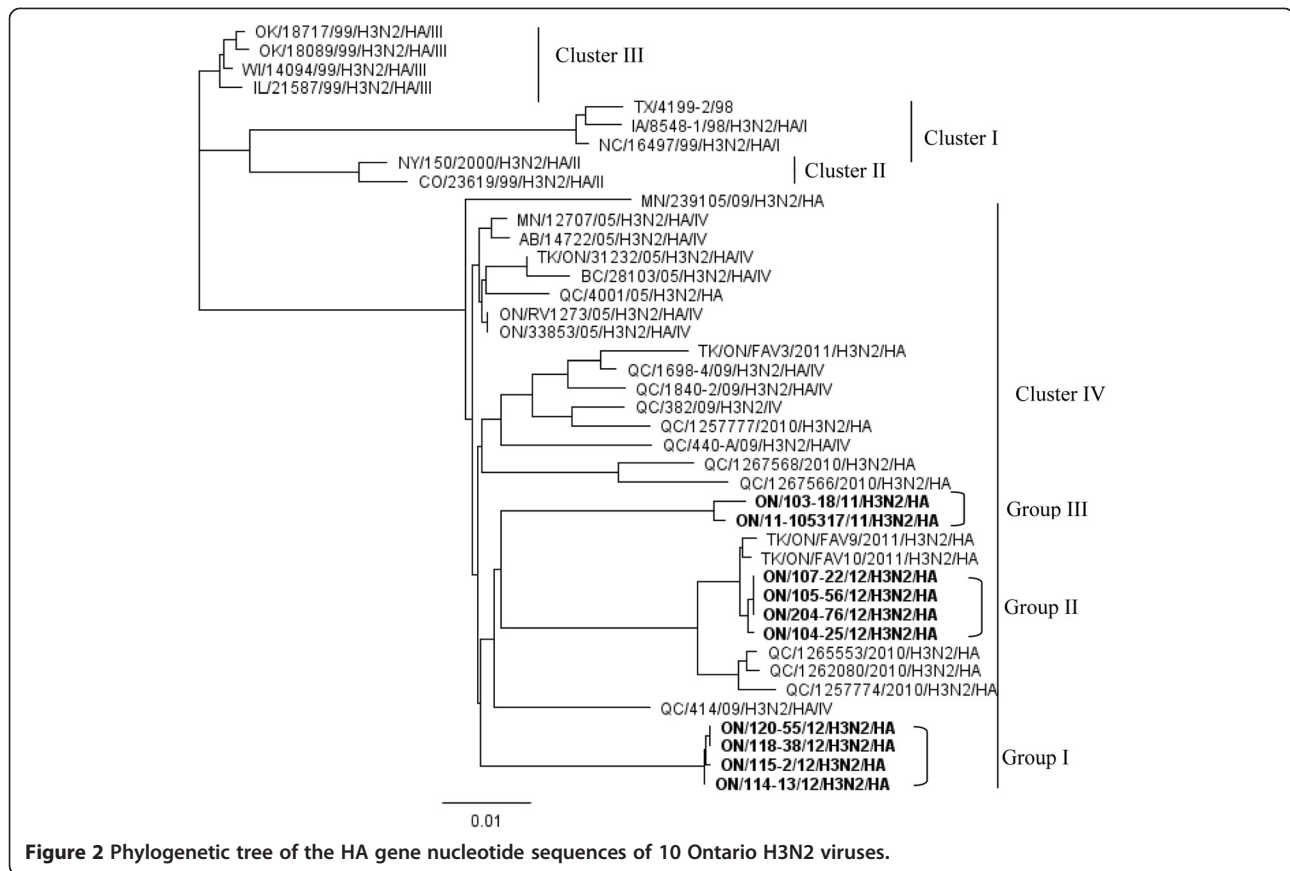 OK/18717/99/H3N2/HA/III
OK/18089/99/H3N2/HA/III
WI/14094/99/H3N2/HA/III
IL/21587/99/H3N2/HA/III
Cluster III
TX/4199-2/98
IA/8548-1/98/H3N2/HA/I
NC/16497/99/H3N2/HA/I
Cluster I
NY/150/2000/H3N2/HA/II
CO/23619/99/H3N2/HA/II
Cluster II
MN/239105/09/H3N2/HA
MN/12707/05/H3N2/HA/IV
AB/14722/05/H3N2/HA/IV
TK/ON/31232/05/H3N2/HA/IV
BC/28103/05/H3N2/HA/IV
QC/4001/05/H3N2/HA
ON/RV1273/05/H3N2/HA/IV
ON/33853/05/H3N2/HA/IV
TK/ON/FAV3/2011/H3N2/HA
QC/1698-4/09/H3N2/HA/IV
QC/1840-2/09/H3N2/HA/IV
QC/382/09/H3N2/IV
QC/1257777/2010/H3N2/HA
QC/440-A/09/H3N2/HA/IV
Cluster IV
QC/1267568/2010/H3N2/HA
QC/1267566/2010/H3N2/HA
ON/103-18/11/H3N2/HA
ON/11-105317/11/H3N2/HA
Group III
TK/ON/FAV9/2011/H3N2/HA
TK/ON/FAV10/2011/H3N2/HA
ON/107-22/12/H3N2/HA
ON/105-56/12/H3N2/HA
ON/204-76/12/H3N2/HA
ON/104-25/12/H3N2/HA
Group II
QC/1265553/2010/H3N2/HA
QC/1262080/2010/H3N2/HA
QC/1257774/2010/H3N2/HA
QC/414/09/H3N2/HA/IV
ON/120-55/12/H3N2/HA
ON/118-38/12/H3N2/HA
ON/115-2/12/H3N2/HA
ON/114-13/12/H3N2/HA
Group I
0.01
Figure 2 Phylogenetic tree of the HA gene nucleotide sequences of 10 Ontario H3N2 viruses.